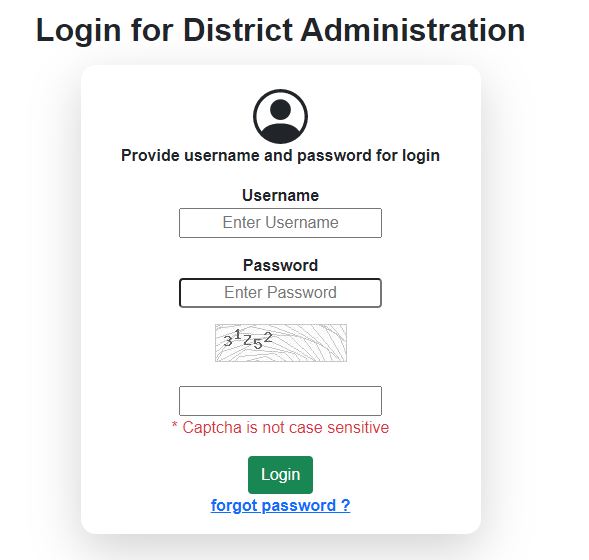 Login for District Administration
Provide username and password for login
Username
Enter Username
Password
Enter Password
31252
* Captcha is not case sensitive
Login
forgot password ?